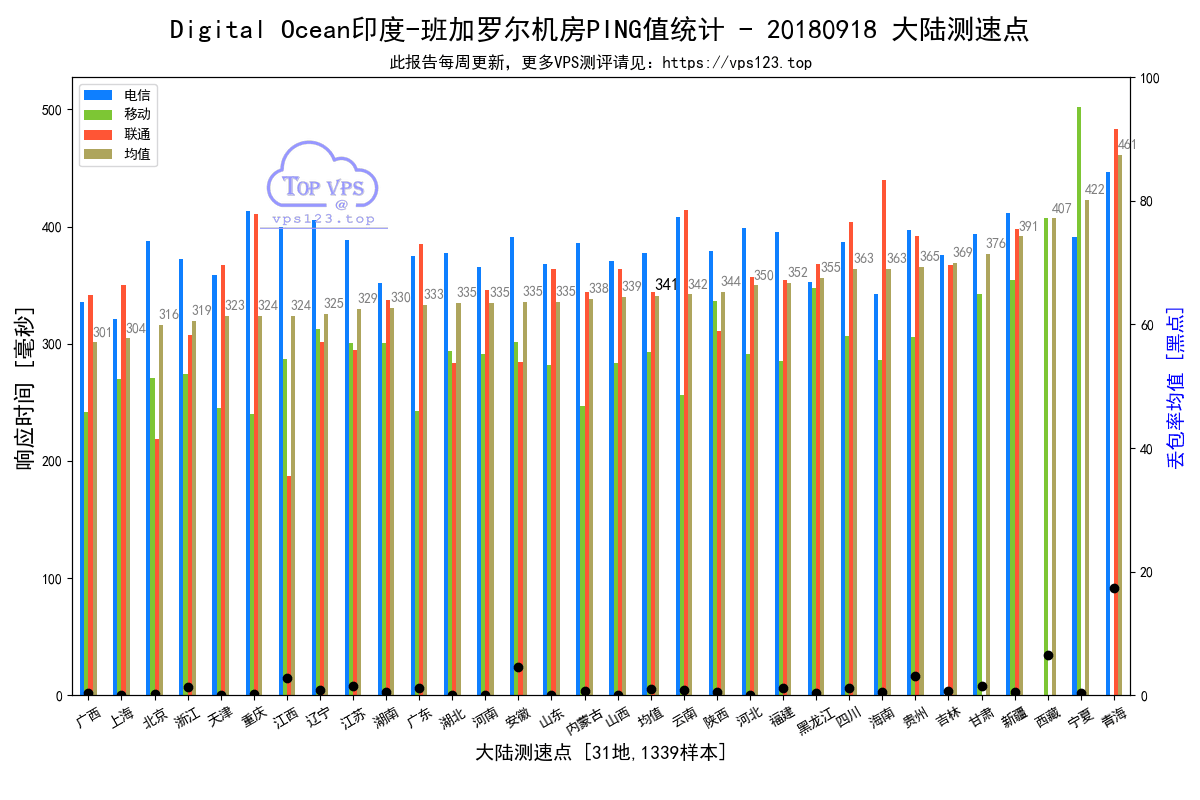 Digital Ocean印度-班加罗尔机房PING值统计 - 20180918 大陆测速点
此报告每周更新，更多VPS测评请见：https://vps123.top
电信
移动
联通
均值
TOP VPS
@
vps123.top
响应时间 [毫秒]
500
400
300
200
100
0
301 304 316 319 323 324 324 325 329 330 333 335 335 335 335 338 339 341 342 344 350 352 355 363 363 365 369 376 391 407 422 461
100
80
60
40
20
0
丢包率均值 [黑点]
广西 上海 北京 浙江 天津 重庆 江西 辽宁 江苏 湖南 广东 湖北 河南 安徽 山东 内蒙古 山西 均值 云南 陕西 河北 福建 黑龙江 四川 海南 贵州 吉林 甘肃 新疆 西藏 宁夏 青海
大陆测速点 [31地,1339样本]